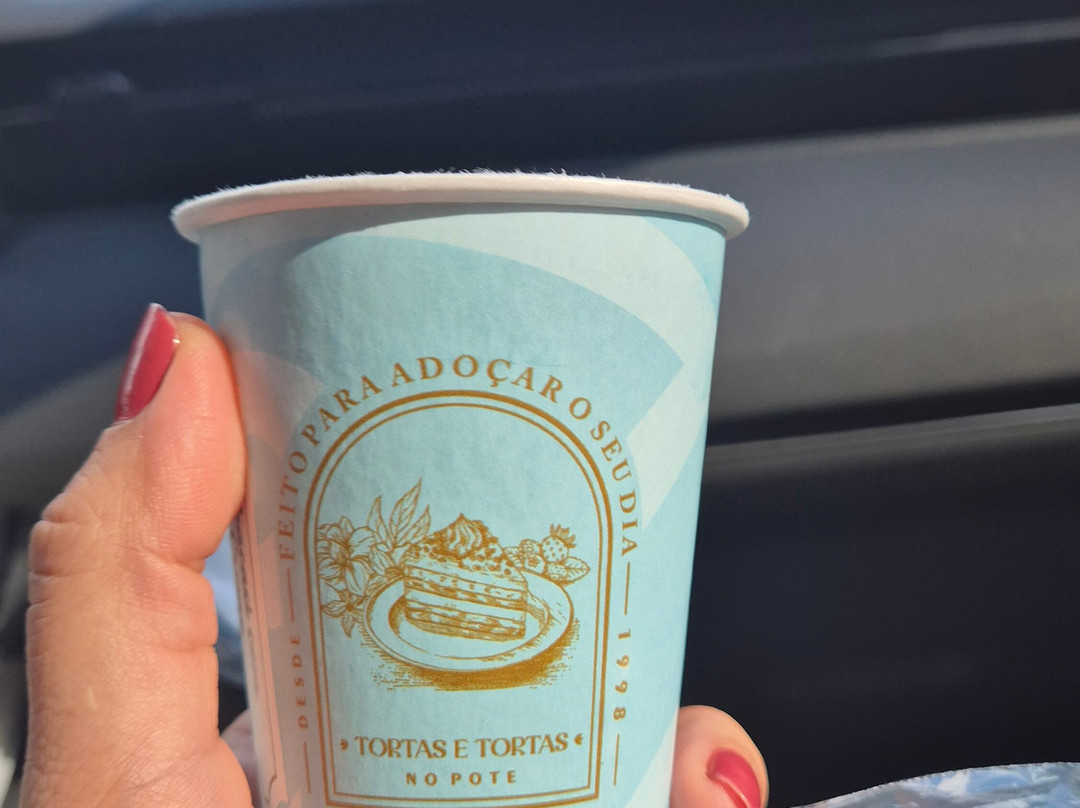 FEITO PARA ADOÇAR O SEU DIA
DESDE
1998
TORTAS E TORTAS
NO POTE